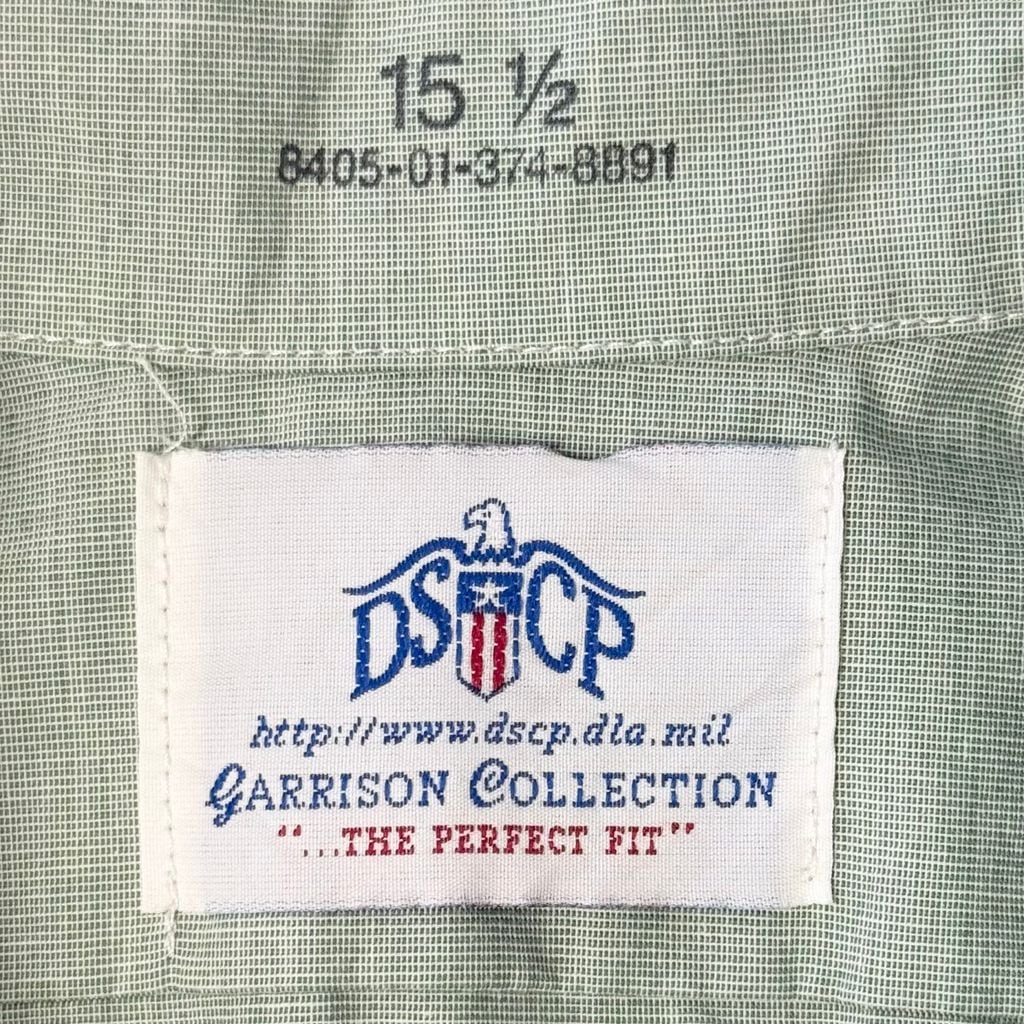 15 ½
8405-01-374-8891
DSCP
http://www.dscp.dla.mil
GARRISON COLLECTION
“...THE PERFECT FIT”